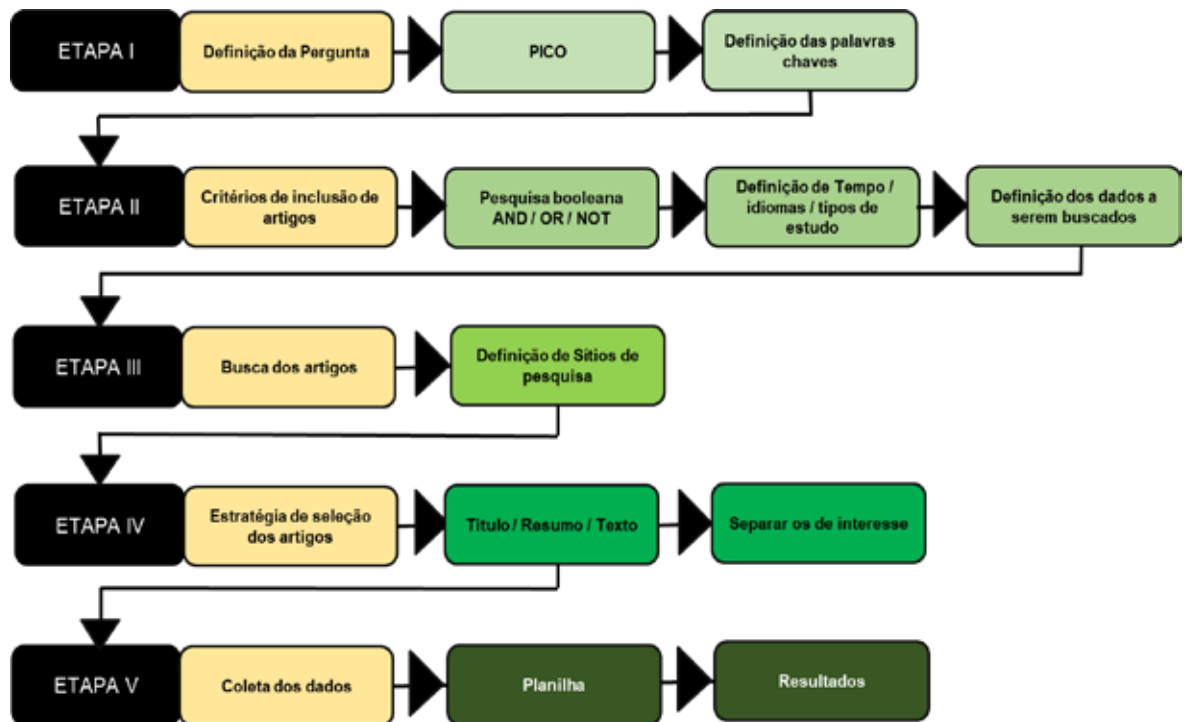 ETAPA I
Definição da Pergunta
PICO
Definição das palavras
chaves
ETAPA II
Critérios de inclusão de
artigos
Pesquisa booleana
AND / OR / NOT
Definição de Tempo /
idiomas / tipos de
estudo
Definição dos dados a
serem buscados
ETAPA III
Busca dos artigos
Definição de Sítios de
pesquisa
ETAPA IV
Estratégia de seleção
dos artigos
Titulo / Resumo / Texto
Separar os de interesse
ETAPA V
Coleta dos dados
Planilha
Resultados